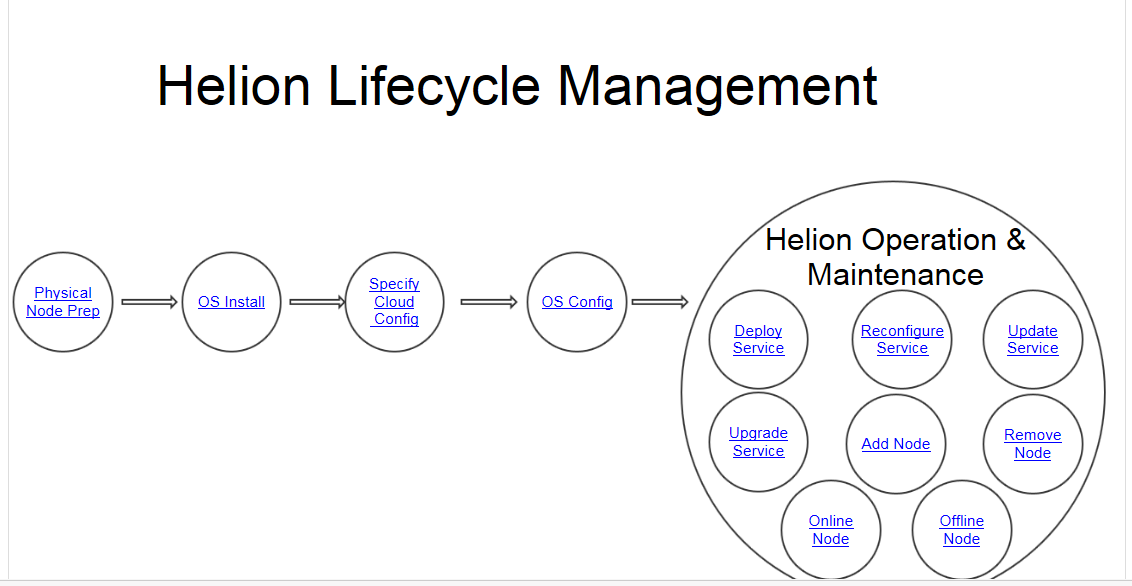 Helion Lifecycle Management
Physical
Node Prep
OS Install
Specify
Cloud
Config
OS Config
Helion Operation &
Maintenance
Deploy
Service
Reconfigure
Service
Update
Service
Upgrade
Service
Add Node
Remove
Node
Online
Node
Offline
Node